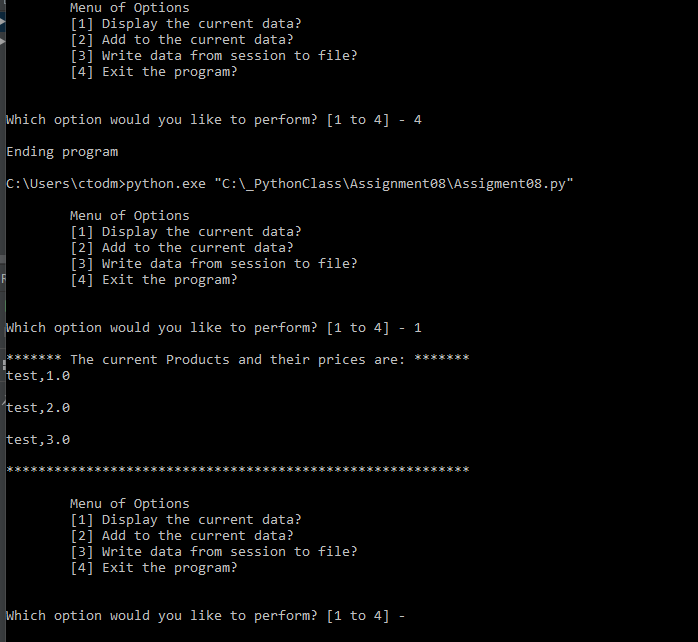 Menu of Options
[1] Display the current data?
[2] Add to the current data?
[3] Write data from session to file?
[4] Exit the program?
Which option would you like to perform? [1 to 4] - 4
Ending program
C:\Users\ctodm>python.exe "C:\_PythonClass\Assignment08\Assigment08.py"
Menu of Options
[1] Display the current data?
[2] Add to the current data?
[3] Write data from session to file?
[4] Exit the program?
Which option would you like to perform? [1 to 4] - 1
******* The current Products and their prices are: *******
test,1.0
test,2.0
test,3.0
**********************************************************
Menu of Options
[1] Display the current data?
[2] Add to the current data?
[3] Write data from session to file?
[4] Exit the program?
Which option would you like to perform? [1 to 4] -